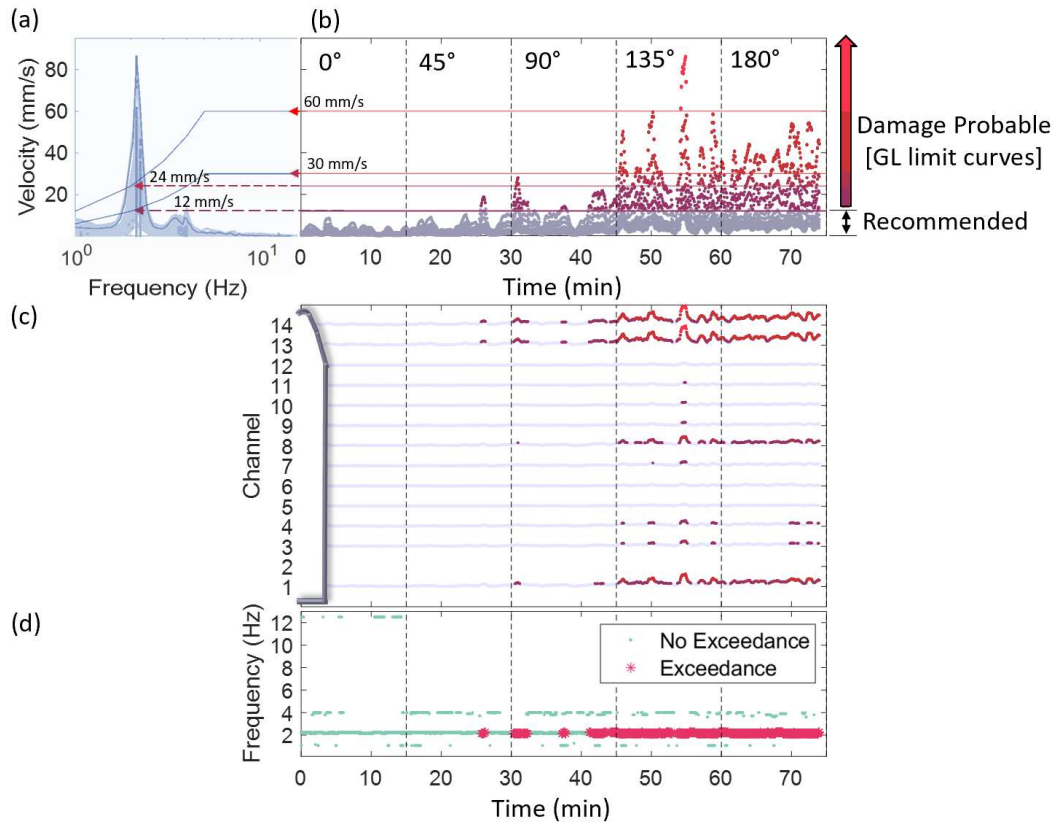 (a)
(b)
Velocity (mm/s)
80
60
40
20
0
60 mm/s
30 mm/s
24 mm/s
12 mm/s
10⁰
10¹
Frequency (Hz)
0°
45°
90°
135°
180°
0
10
20
30
40
50
60
70
Time (min)
Damage Probable
[GL limit curves]
Recommended
(c)
Channel
14
13
12
11
10
9
8
7
6
5
4
3
2
1
(d)
Frequency (Hz)
12
10
8
6
4
2
No Exceedance
Exceedance
0
10
20
30
40
50
60
70
Time (min)